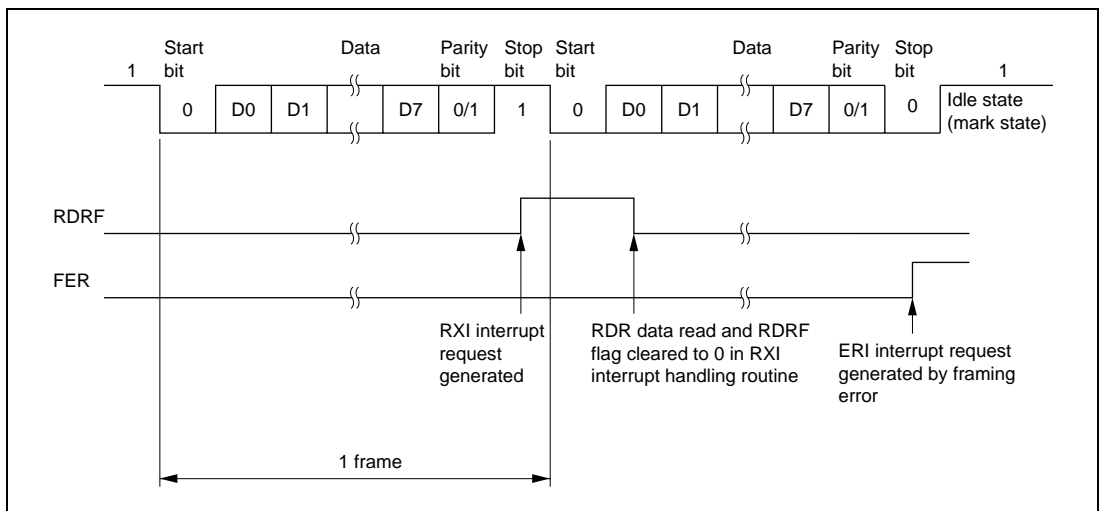 Start Data Parity Stop Start Data Parity Stop
1 bit bit bit bit bit bit 1
0 D0 D1 D7 0/1 1 0 D0 D1 D7 0/1 0 Idle state
(mark state)
RDRF
FER
RXI interrupt
request
generated
RDR data read and RDRF
flag cleared to 0 in RXI
interrupt handling routine
ERI interrupt request
generated by framing
error
1 frame